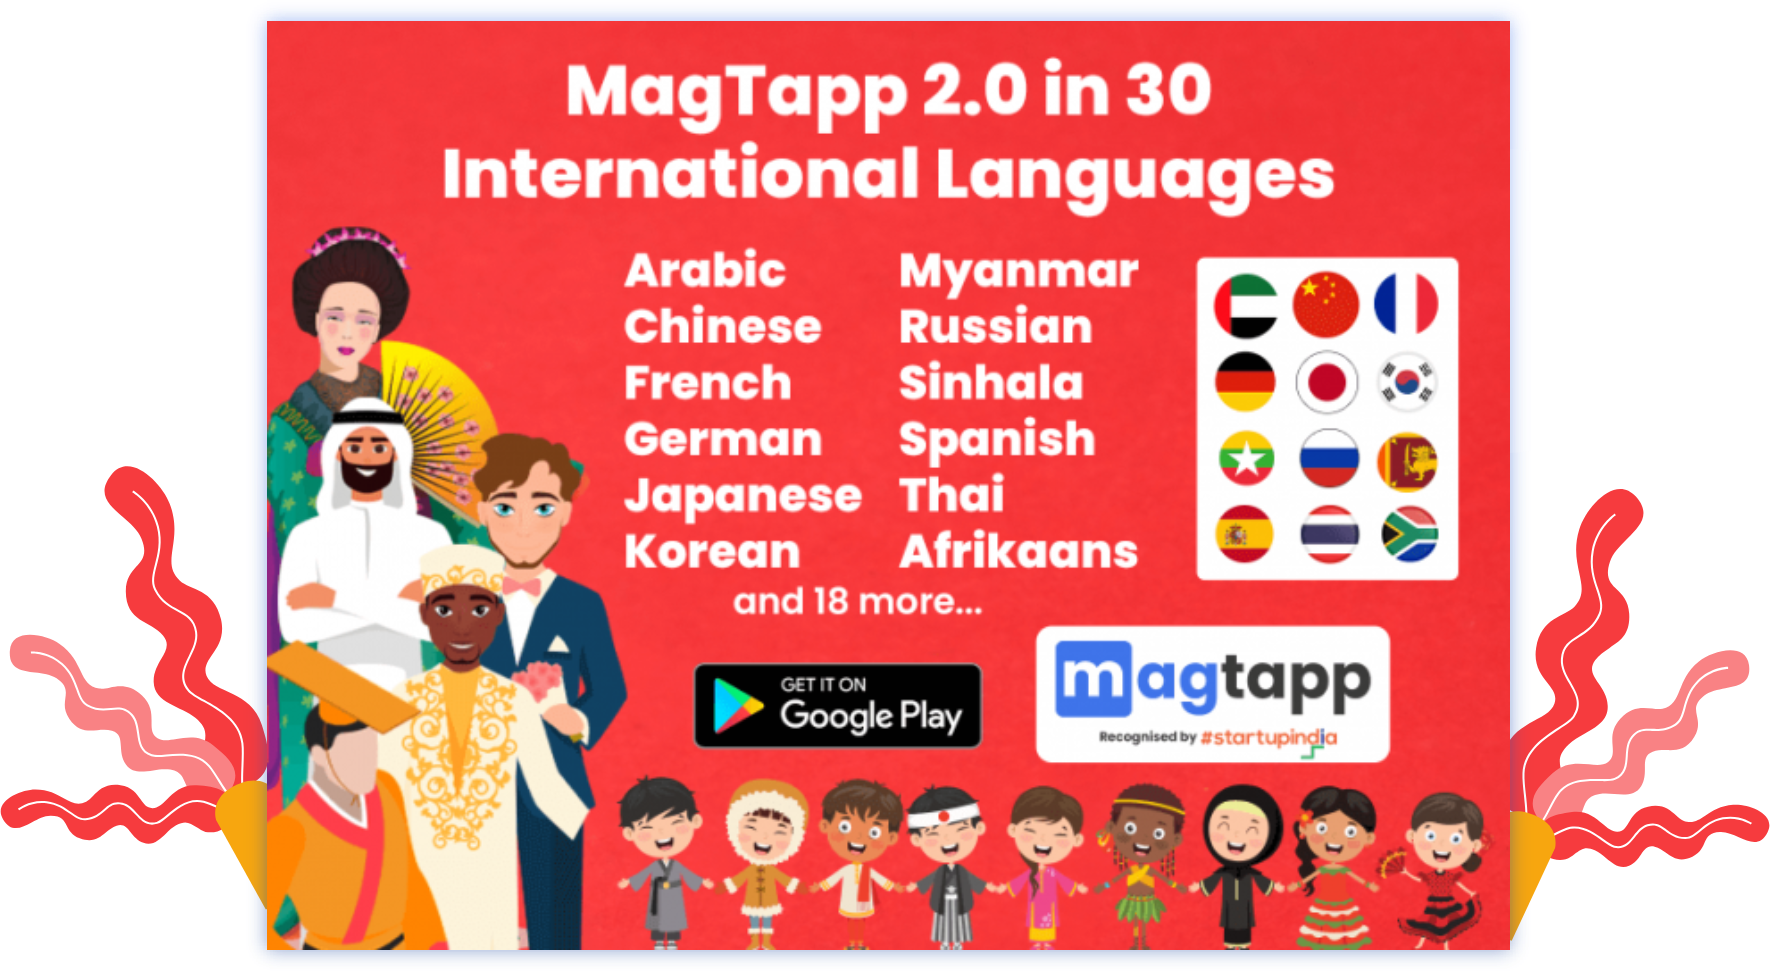 MagTapp 2.0 in 30
International Languages
Arabic
Chinese
French
German
Japanese
Korean
Myanmar
Russian
Sinhala
Spanish
Thai
Afrikaans
and 18 more...
GET IT ON
Google Play
magtapp
Recognised by #startupindia